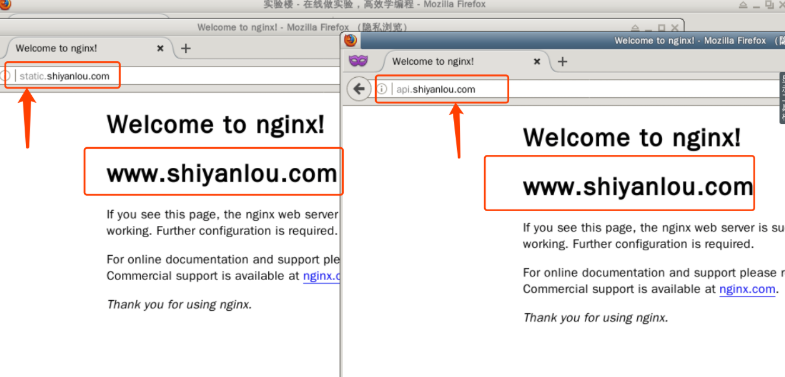 实验楼 - 在线做实验，高效学编程 - Mozilla Firefox
Welcome to nginx! - Mozilla Firefox （隐私浏览）
Welcome to nginx!
static.shiyanlou.com
Welcome to nginx!
www.shiyanlou.com
If you see this page, the nginx web server
working. Further configuration is required.
For online documentation and support ple
Commercial support is available at nginx.c
Thank you for using nginx.
Welcome to nginx! - Mozilla Firefox
Welcome to nginx!
api.shiyanlou.com
Welcome to nginx!
www.shiyanlou.com
If you see this page, the nginx web server is su
working. Further configuration is required.
For online documentation and support please r
Commercial support is available at nginx.com.
Thank you for using nginx.